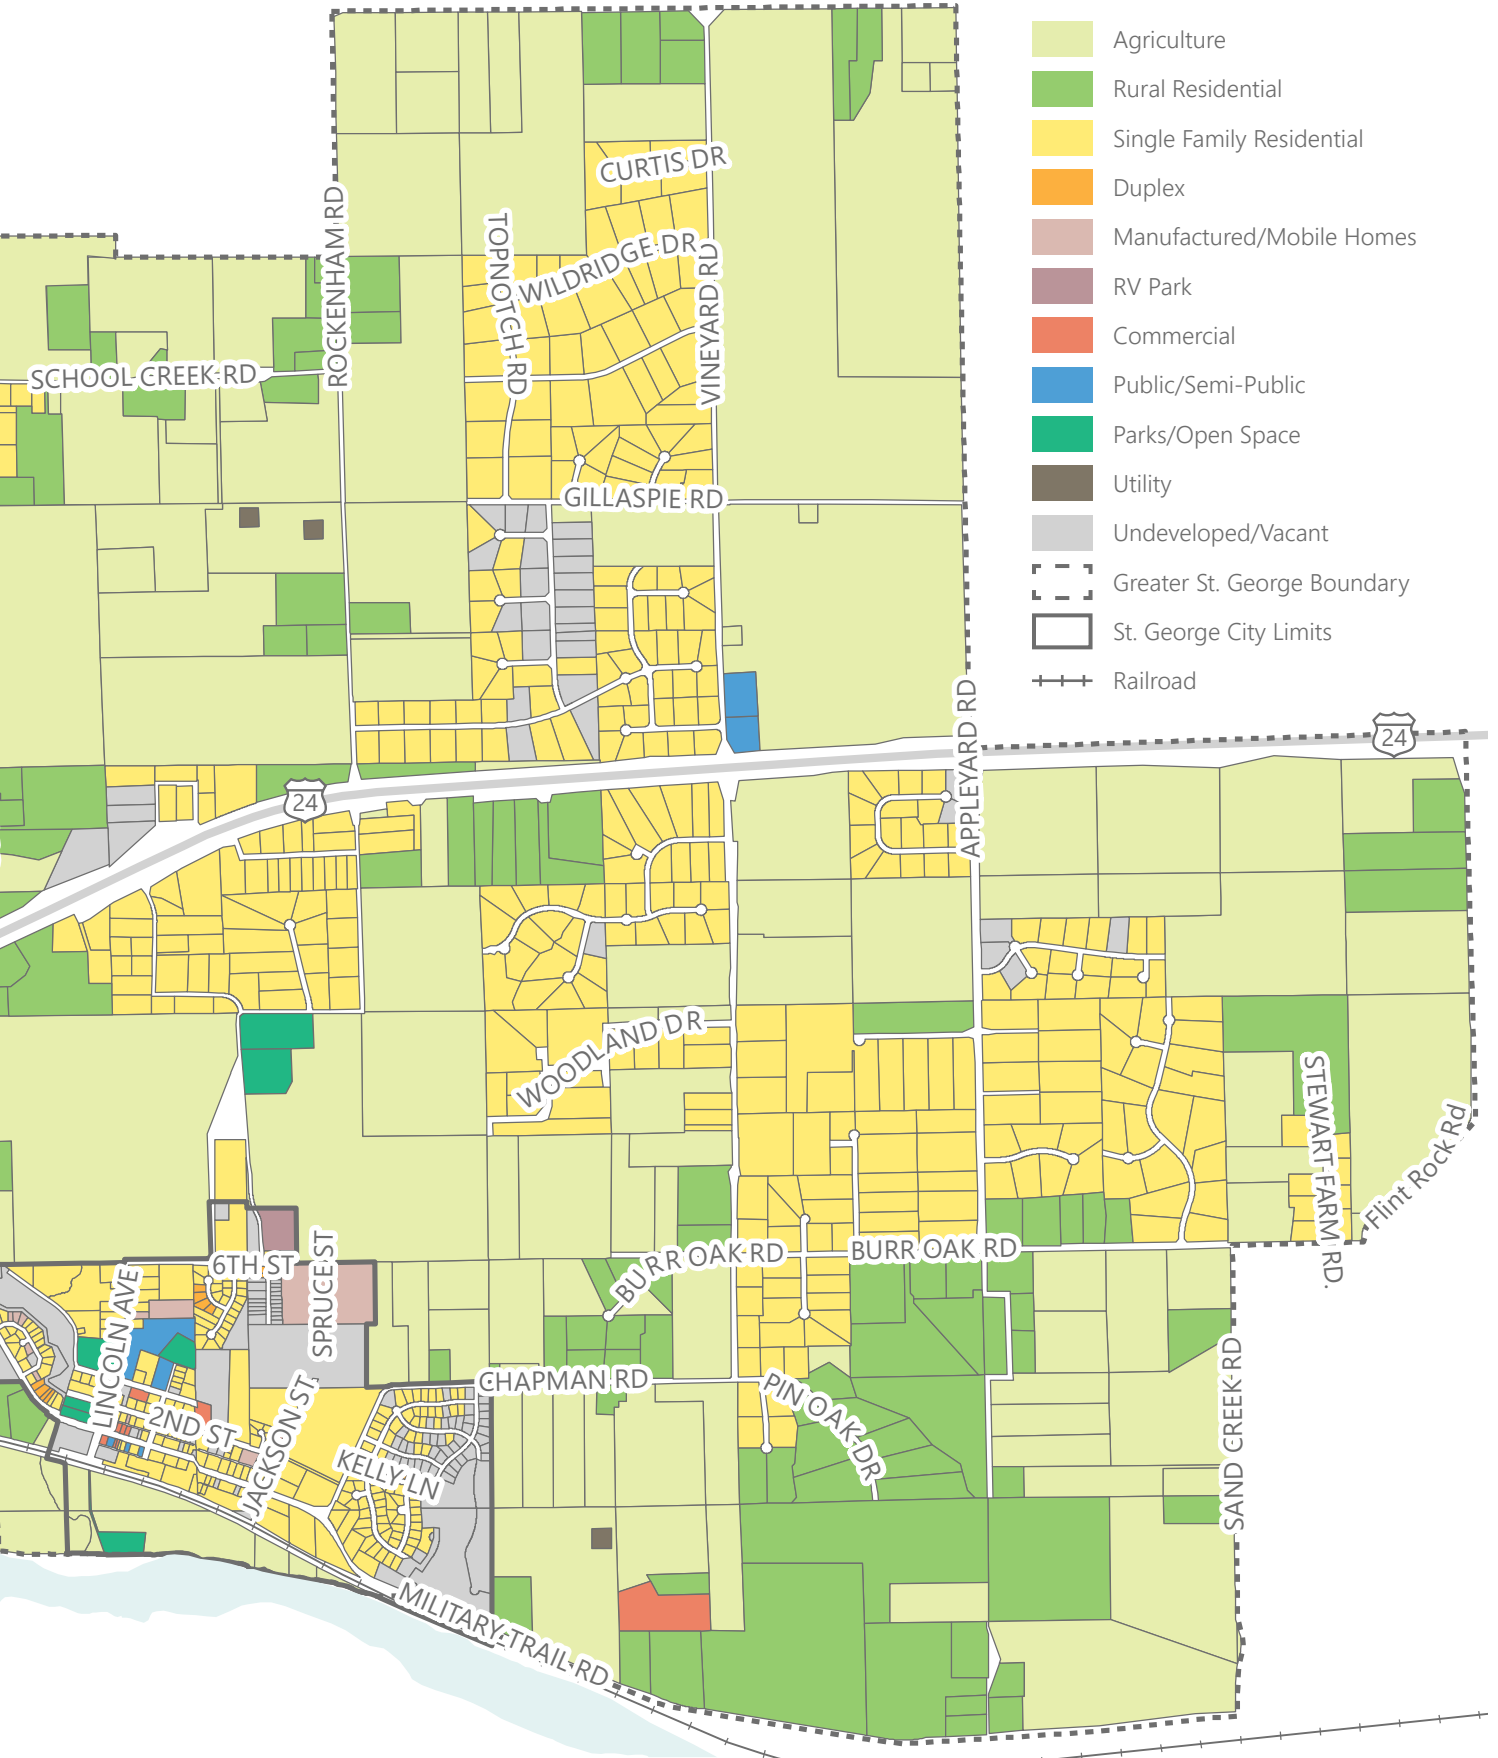 Agriculture
Rural Residential
Single Family Residential
Duplex
Manufactured/Mobile Homes
RV Park
Commercial
Public/Semi-Public
Parks/Open Space
Utility
Undeveloped/Vacant
Greater St. George Boundary
St. George City Limits
Railroad
CURTIS DR
WILDRIDGE DR
TOPNOTCH RD
VINEYARD RD
ROCKENHAM RD
SCHOOL CREEK RD
GILLASPIE RD
APPLEYARD RD
24
24
WOODLAND DR
STEWART FARM RD.
Flint Rock Rd
BURR OAK RD
BURR OAK RD
6TH ST
SPRUCE ST
LINCOLN AVE
CHAPMAN RD
PIN OAK DR
SAND CREEK RD
2ND ST
JACKSON ST
KELLY LN
MILITARY TRAIL RD